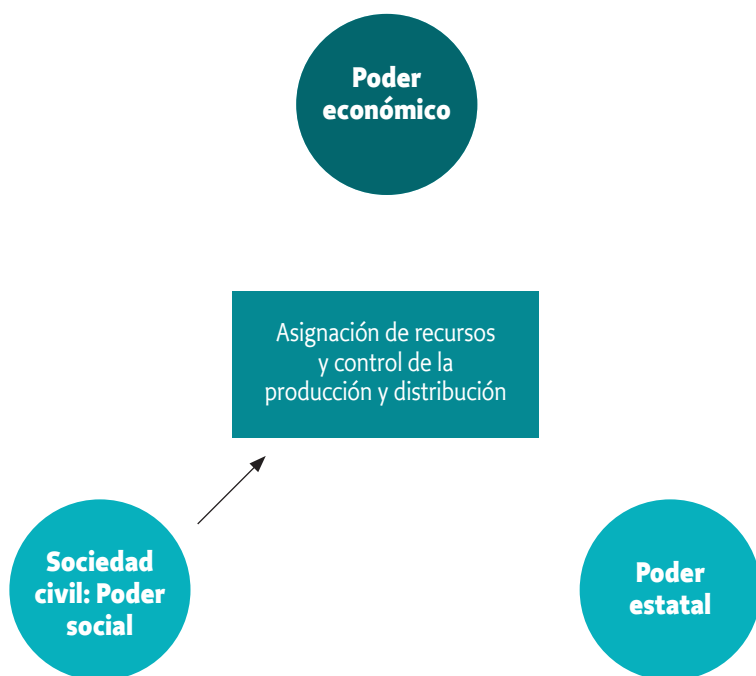 Poder
económico
Asignación de recursos
y control de la
producción y distribución
Sociedad
civil: Poder
social
Poder
estatal